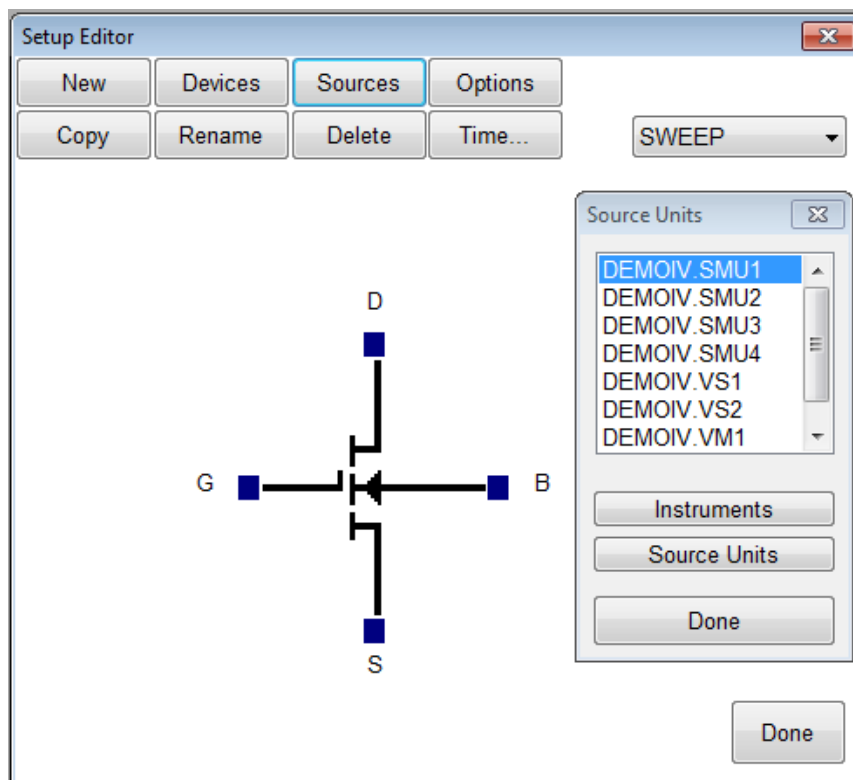 Setup Editor
New Devices Sources Options
Copy Rename Delete Time... SWEEP
Source Units
DEMOIV.SMU1
DEMOIV.SMU2
DEMOIV.SMU3
DEMOIV.SMU4
DEMOIV.VS1
DEMOIV.VS2
DEMOIV.VM1
D
G B
S
Instruments
Source Units
Done
Done